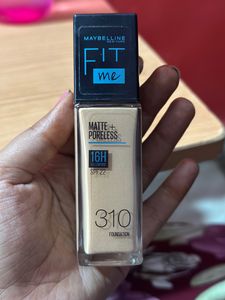 MAYBELLINE
NEW YORK
FIT
me
MATTE+
PORELESS
16H
SPF 22
310
FOUNDATION